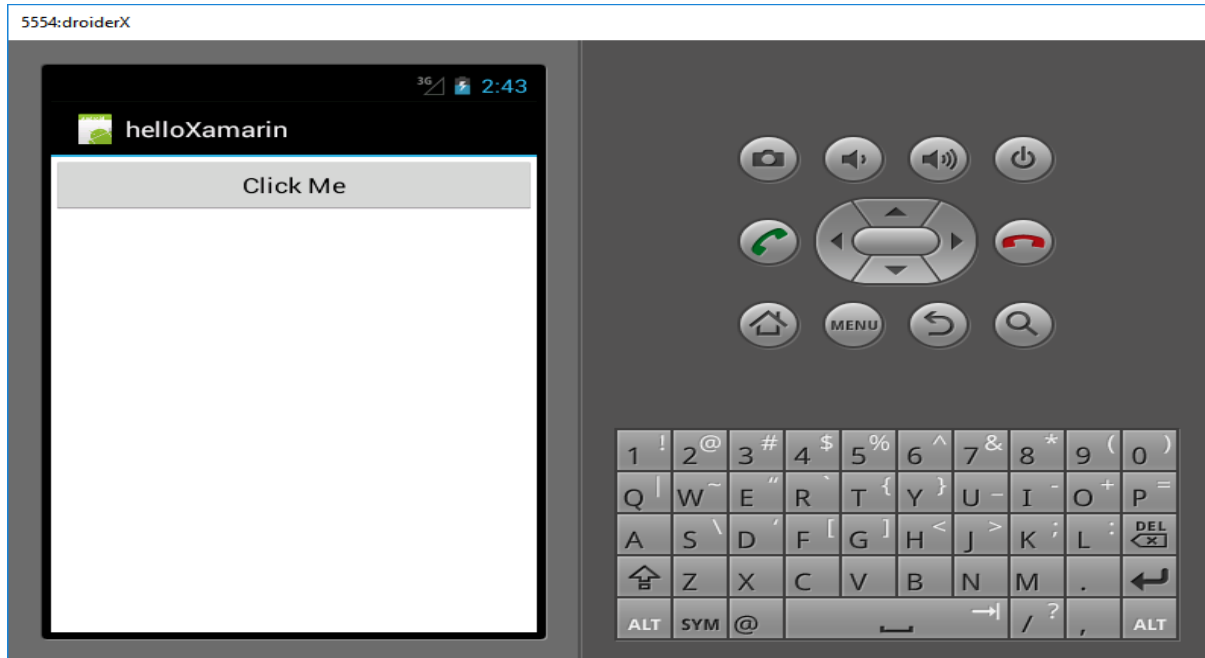 5554:droiderX
3G 2:43
helloXamarin
Click Me
MENU
1 ! 2 @ 3 # 4 $ 5 % 6 ^ 7 & 8 * 9 ( 0 )
Q | W ~ E " R ` T { Y } U _ I - O + P =
A S \ D ' F [ G ] H < J > K ; L : DEL
Z X C V B N M .
ALT SYM @ / ? , ALT